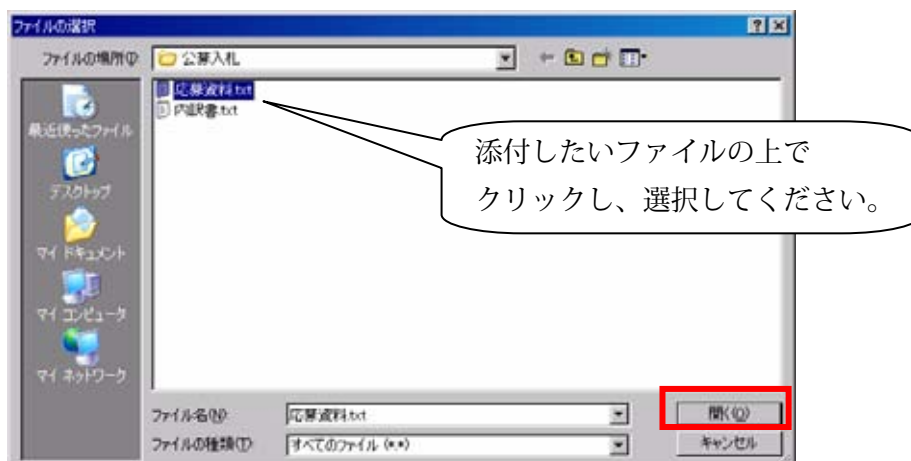 ファイルの選択
ファイルの場所(I)
公募入札
応募資料.txt
内訳書.txt
最近使ったファイル
デスクトップ
マイ ドキュメント
マイ コンピュータ
マイ ネットワーク
添付したいファイルの上で
クリックし、選択してください。
ファイル名(N):
応募資料.txt
開く(O)
ファイルの種類(T):
すべてのファイル (*.*)
キャンセル